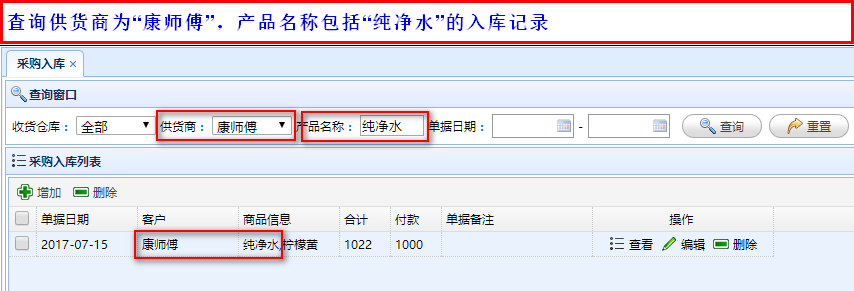 查询供货商为“康师傅”，产品名称包括“纯净水”的入库记录
采购入库 ×
查询窗口
收货仓库： 全部 供货商： 康师傅 产品名称： 纯净水 单据日期： - 查询 重置
采购入库列表
增加 删除
单据日期 客户 商品信息 合计 付款 单据备注 操作
2017-07-15 康师傅 纯净水,柠檬黄 1022 1000 查看 编辑 删除